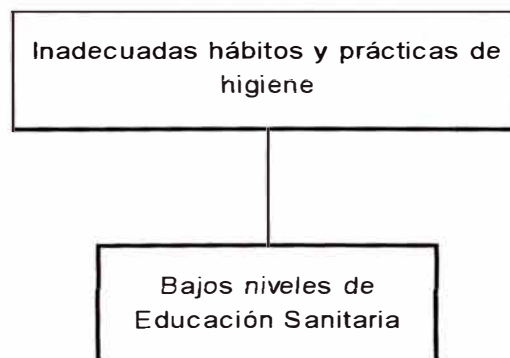 Inadecuadas hábitos y prácticas de
higiene
Bajos niveles de
Educación Sanitaria